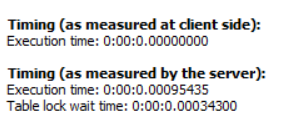 Timing (as measured at client side):
Execution time: 0:00:0.00000000
Timing (as measured by the server):
Execution time: 0:00:0.00095435
Table lock wait time: 0:00:0.00034300